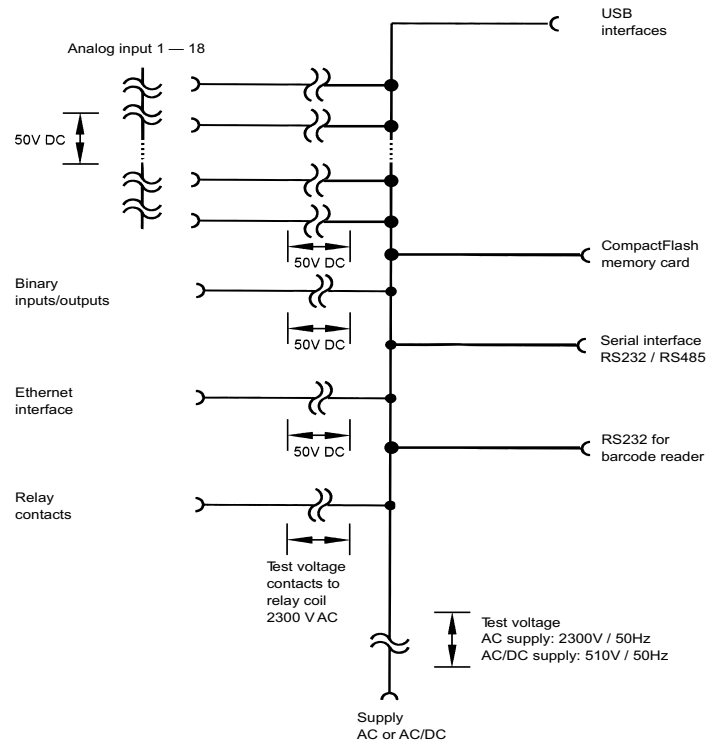 USB
interfaces
Analog input 1 — 18
50V DC
50V DC
CompactFlash
memory card
Binary
inputs/outputs
50V DC
Serial interface
RS232 / RS485
Ethernet
interface
50V DC
RS232 for
barcode reader
Relay
contacts
Test voltage
contacts to
relay coil
2300 V AC
Test voltage
AC supply: 2300V / 50Hz
AC/DC supply: 510V / 50Hz
Supply
AC or AC/DC